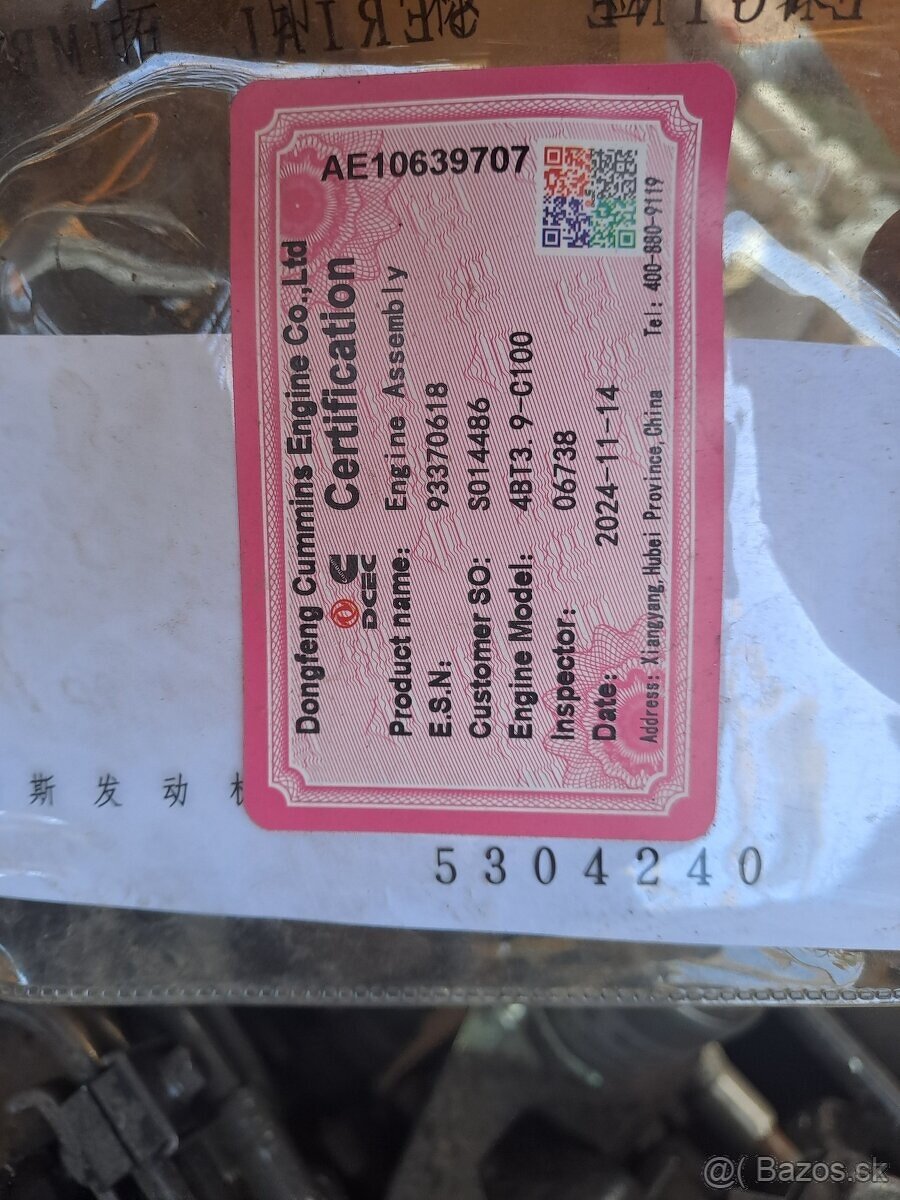 AE10639707
Dongfeng Cummins Engine Co.,Ltd
DCEC Certification
Product name: Engine Assembly
E.S.N: 93370618
Customer SO: SO14486
Engine Model: 4BT3.9-C100
Inspector: 06738
Date: 2024-11-14
Address: Xiangyang,Hubei Province,China Tel: 400-880-9119
斯发动
5304240
Bazos.sk